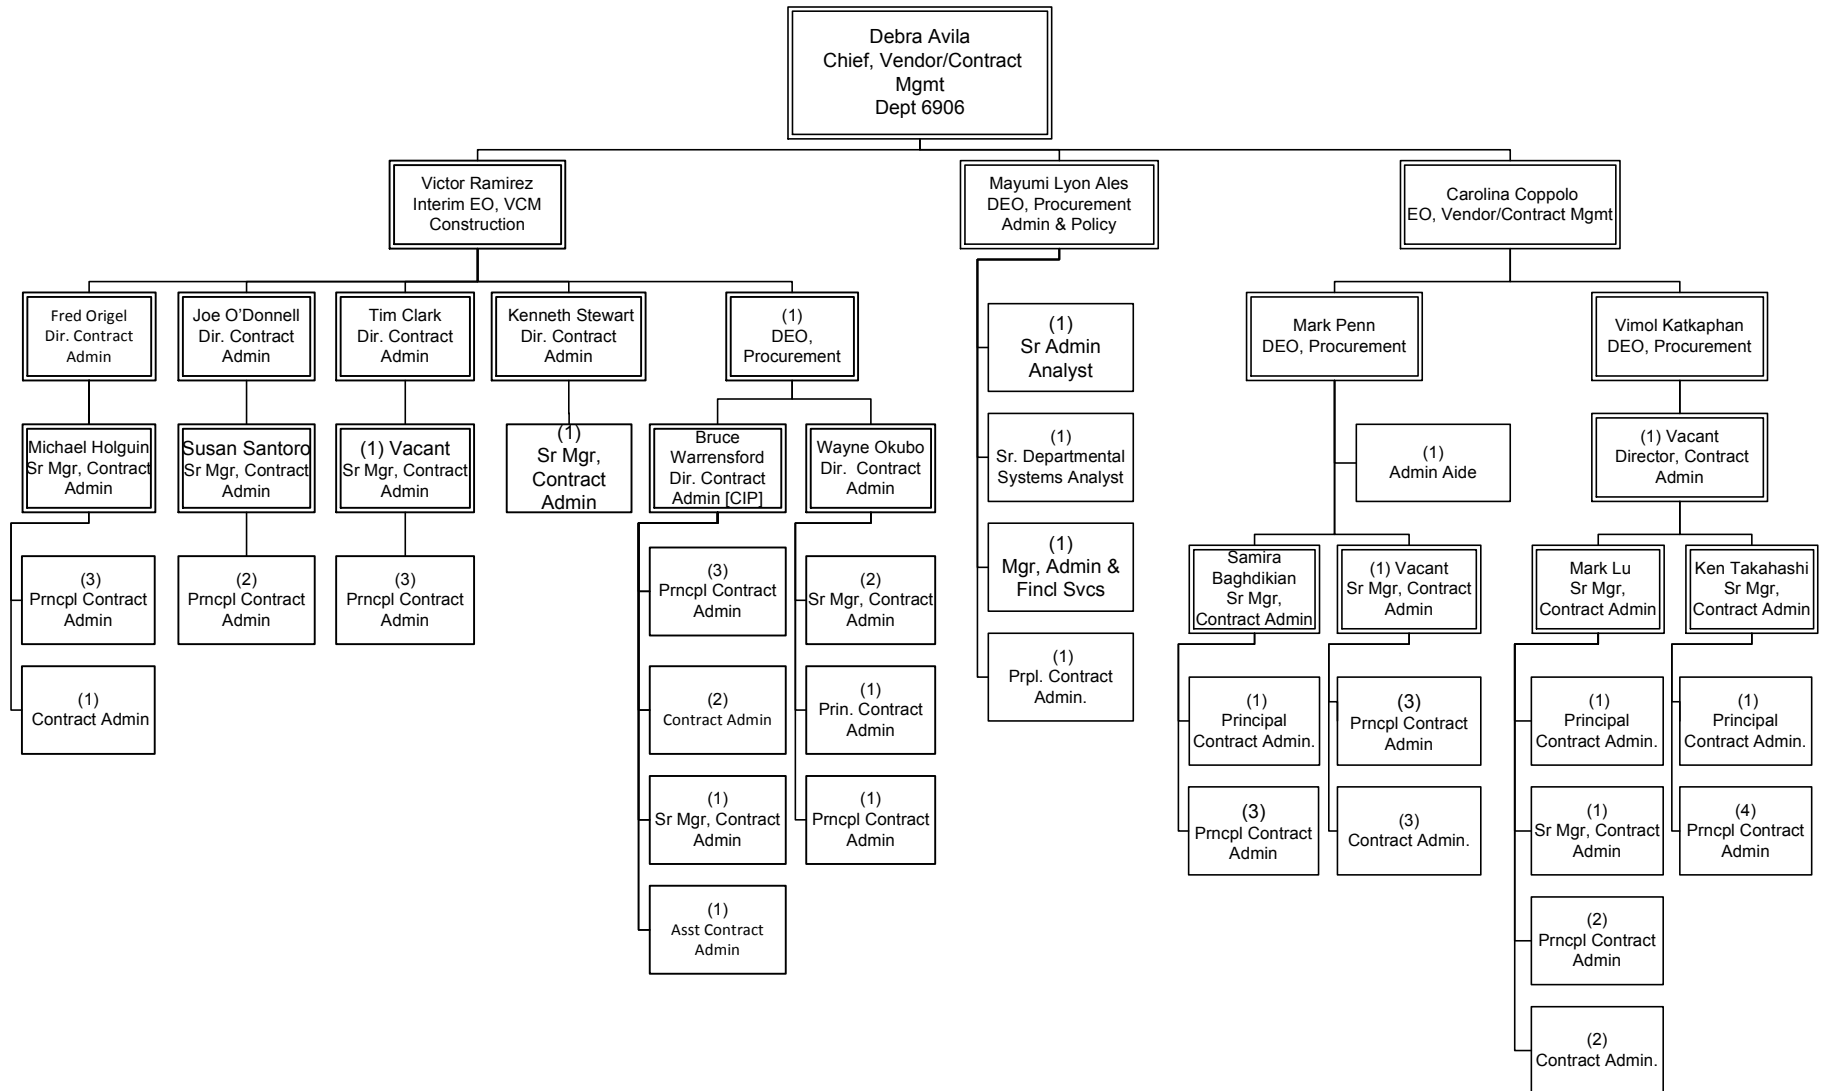 Debra Avila
Chief, Vendor/Contract
Mgmt
Dept 6906
Victor Ramirez
Interim EO, VCM
Construction
Mayumi Lyon Ales
DEO, Procurement
Admin & Policy
Carolina Coppolo
EO, Vendor/Contract Mgmt
Fred Origel
Dir. Contract
Admin
Joe O'Donnell
Dir. Contract
Admin
Tim Clark
Dir. Contract
Admin
Kenneth Stewart
Dir. Contract
Admin
(1)
DEO,
Procurement
Michael Holguin
Sr Mgr, Contract
Admin
Susan Santoro
Sr Mgr, Contract
Admin
(1) Vacant
Sr Mgr, Contract
Admin
(1)
Sr Mgr,
Contract
Admin
Bruce
Warrensford
Dir. Contract
Admin [CIP]
Wayne Okubo
Dir. Contract
Admin
(3)
Prncpl Contract
Admin
(1)
Contract Admin
(2)
Prncpl Contract
Admin
(3)
Prncpl Contract
Admin
(3)
Prncpl Contract
Admin
(2)
Contract Admin
(1)
Sr Mgr, Contract
Admin
(1)
Asst Contract
Admin
(2)
Sr Mgr, Contract
Admin
(1)
Prin. Contract
Admin
(1)
Prncpl Contract
Admin
(1)
Sr Admin
Analyst
(1)
Sr. Departmental
Systems Analyst
(1)
Mgr, Admin &
Fincl Svcs
(1)
Prpl. Contract
Admin.
Mark Penn
DEO, Procurement
Vimol Katkaphan
DEO, Procurement
(1)
Admin Aide
(1) Vacant
Director, Contract
Admin
Samira
Baghdikian
Sr Mgr,
Contract Admin
(1) Vacant
Sr Mgr, Contract
Admin
Mark Lu
Sr Mgr,
Contract Admin
Ken Takahashi
Sr Mgr,
Contract Admin
(1)
Principal
Contract Admin.
(3)
Prncpl Contract
Admin
(3)
Prncpl Contract
Admin
(3)
Contract Admin.
(1)
Principal
Contract Admin.
(1)
Sr Mgr, Contract
Admin
(2)
Prncpl Contract
Admin
(2)
Contract Admin.
(1)
Principal
Contract Admin.
(4)
Prncpl Contract
Admin